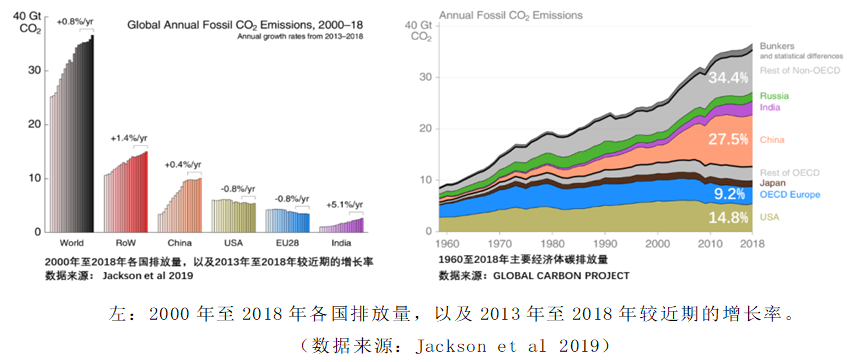 40 Gt
CO2
30
20
10
0
Global Annual Fossil CO2 Emissions, 2000–18
Annual growth rates from 2013–2018
+0.8%/yr
+1.4%/yr
+0.4%/yr
-0.8%/yr
-0.8%/yr
+5.1%/yr
World RoW China USA EU28 India
2000年至2018年各国排放量，以及2013年至2018年较近期的增长率
数据来源： Jackson et al 2019
Annual Fossil CO2 Emissions
40 Gt
CO2
30
20
10
0
Bunkers
and statistical differences
34.4%
Rest of Non-OECD
Russia
India
27.5%
China
Rest of OECD
Japan
9.2%
OECD Europe
14.8%
USA
1960 1970 1980 1990 2000 2010 2018
1960至2018年主要经济体碳排放量
数据来源：GLOBAL CARBON PROJECT
左：2000 年至 2018 年各国排放量，以及 2013 年至 2018 年较近期的增长率。
（数据来源：Jackson et al 2019）